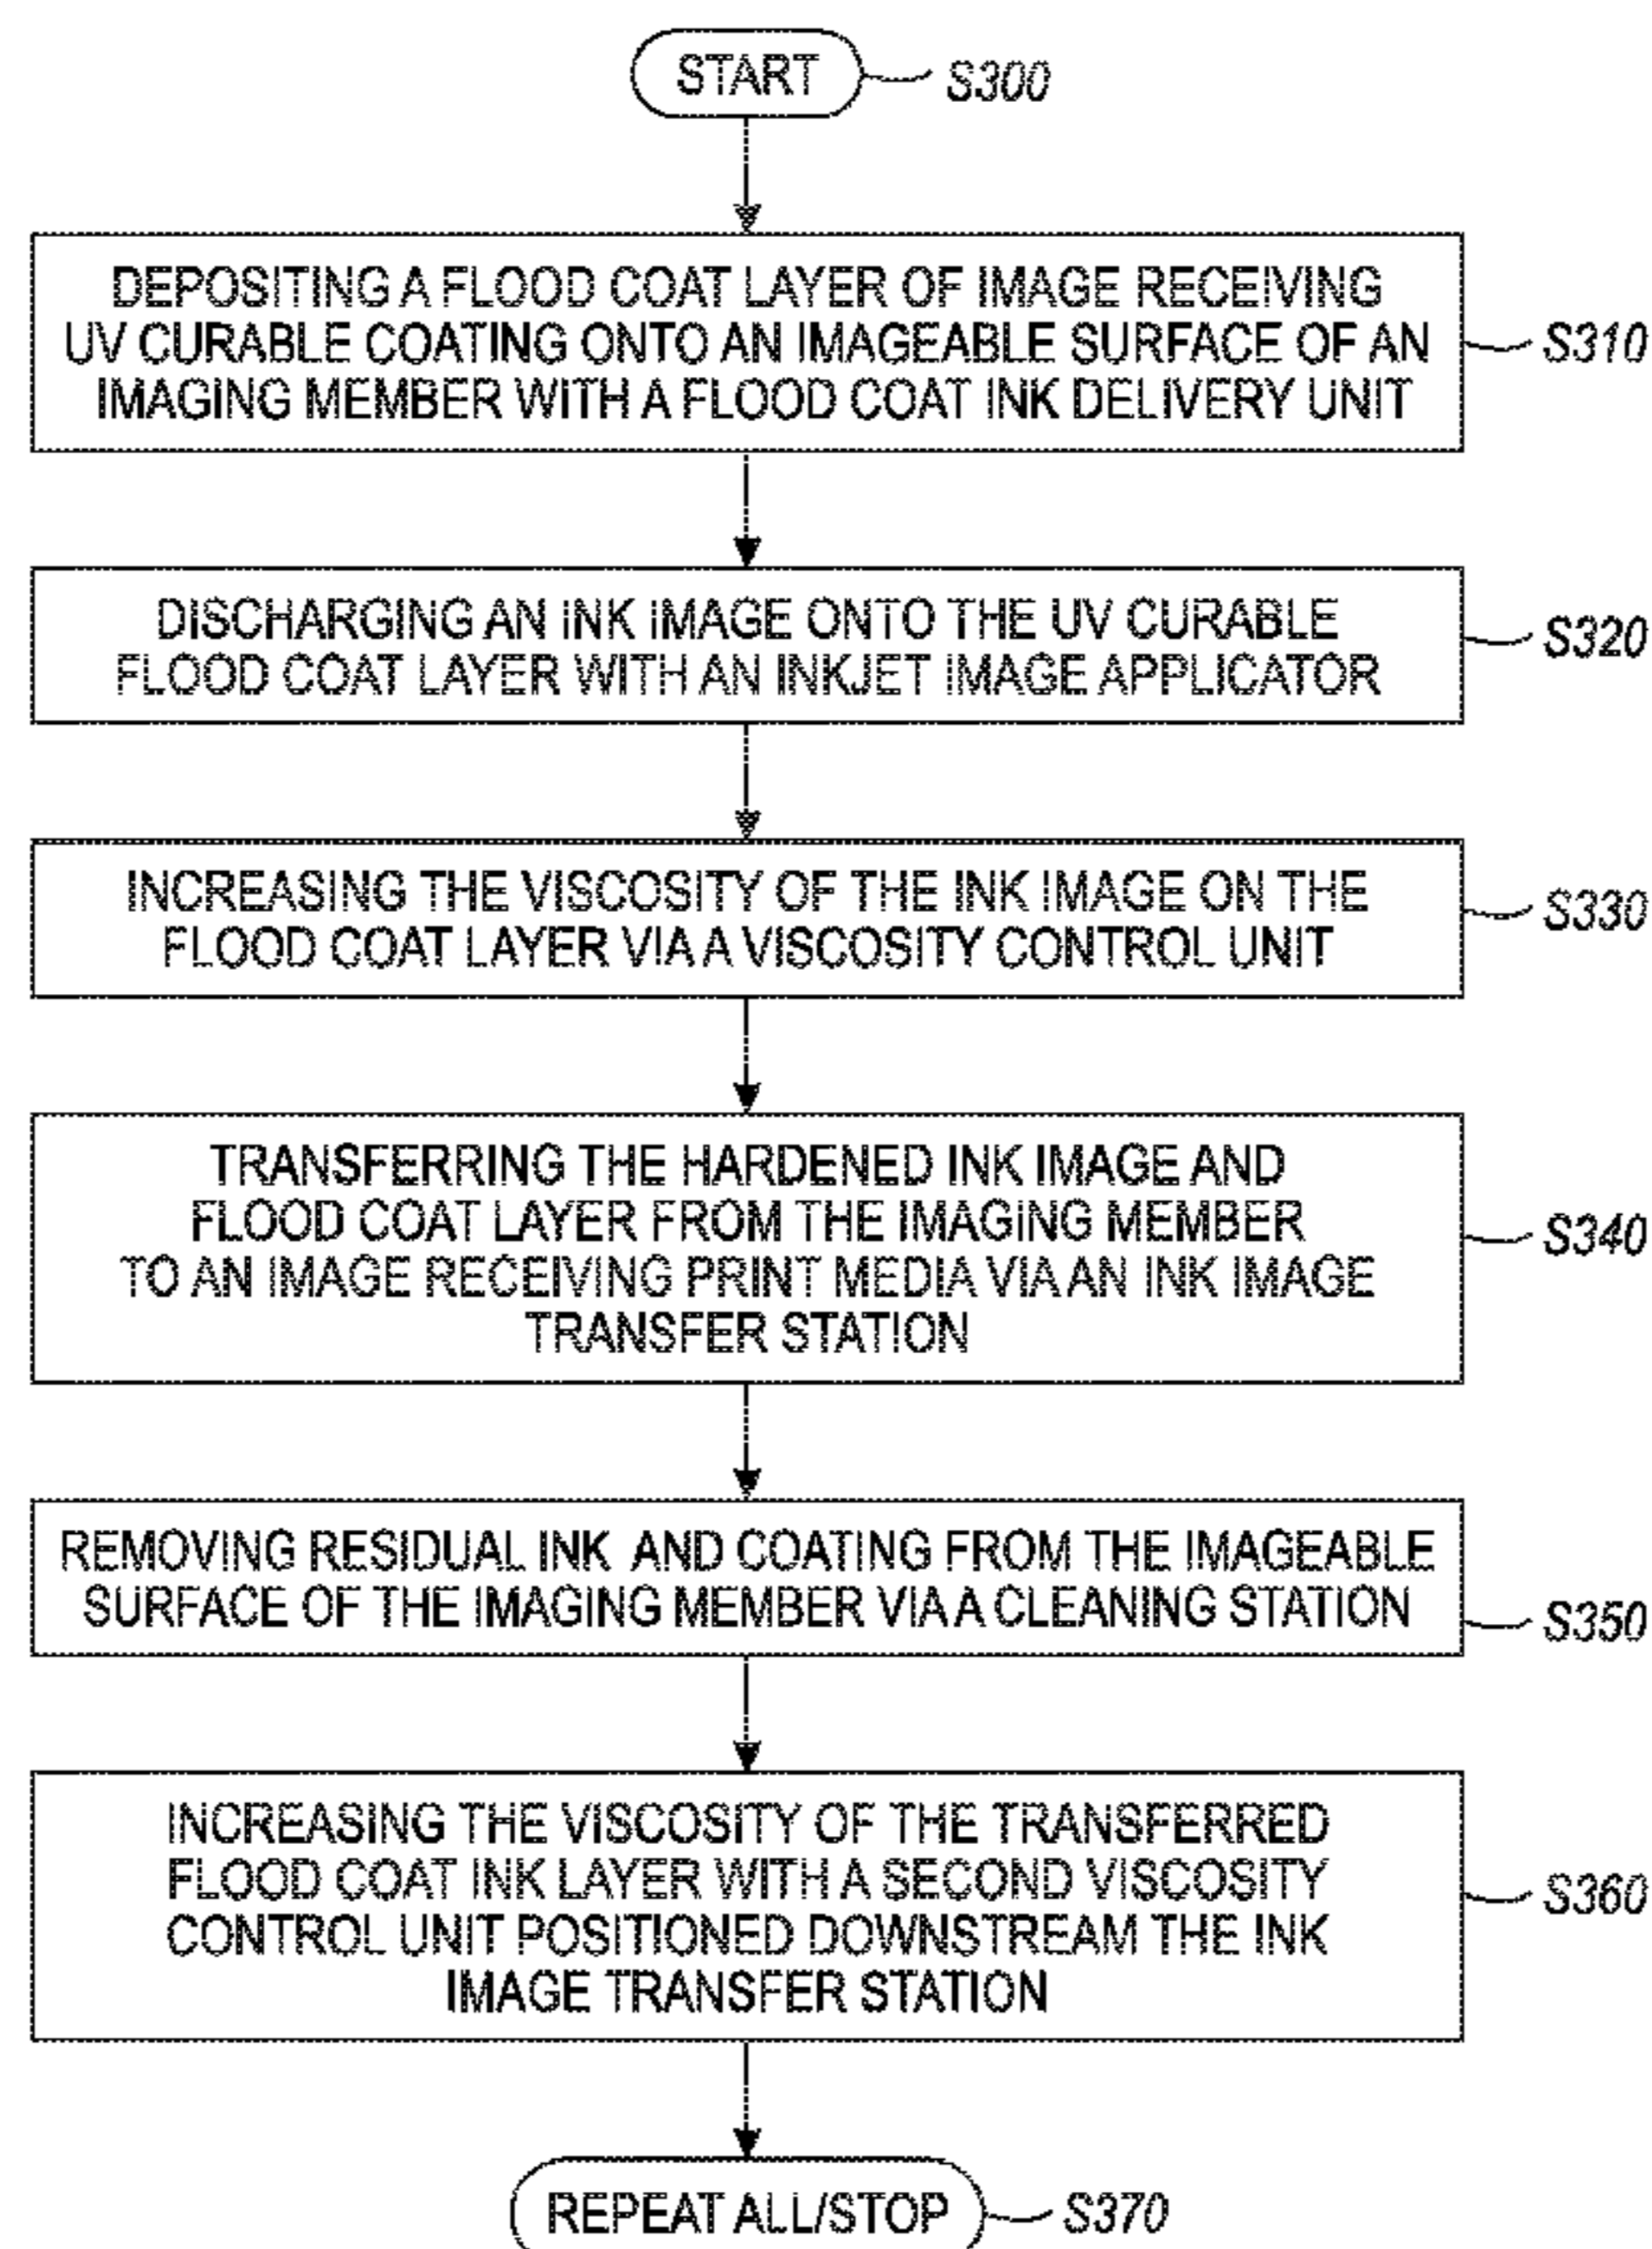 START
S300
DEPOSITING A FLOOD COAT LAYER OF IMAGE RECEIVING
UV CURABLE COATING ONTO AN IMAGEABLE SURFACE OF AN
IMAGING MEMBER WITH A FLOOD COAT INK DELIVERY UNIT
S310
DISCHARGING AN INK IMAGE ONTO THE UV CURABLE
FLOOD COAT LAYER WITH AN INKJET IMAGE APPLICATOR
S320
INCREASING THE VISCOSITY OF THE INK IMAGE ON THE
FLOOD COAT LAYER VIA A VISCOSITY CONTROL UNIT
S330
TRANSFERRING THE HARDENED INK IMAGE AND
FLOOD COAT LAYER FROM THE IMAGING MEMBER
TO AN IMAGE RECEIVING PRINT MEDIA VIA AN INK IMAGE
TRANSFER STATION
S340
REMOVING RESIDUAL INK AND COATING FROM THE IMAGEABLE
SURFACE OF THE IMAGING MEMBER VIA A CLEANING STATION
S350
INCREASING THE VISCOSITY OF THE TRANSFERRED
FLOOD COAT INK LAYER WITH A SECOND VISCOSITY
CONTROL UNIT POSITIONED DOWNSTREAM THE INK
IMAGE TRANSFER STATION
S360
REPEAT ALL/STOP
S370